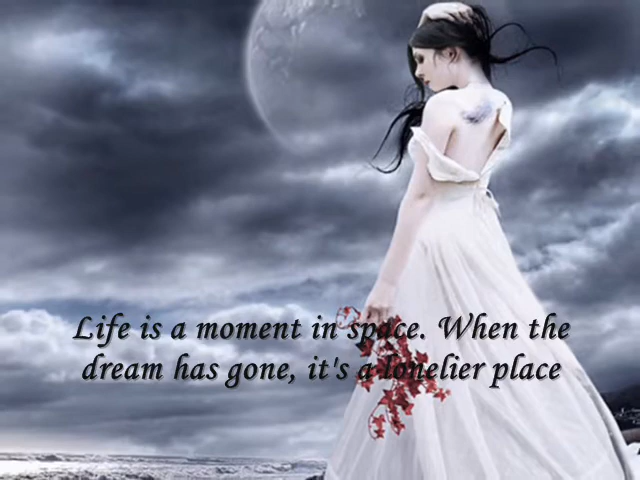 Life is a moment in space. When the
dream has gone, it's a lonelier place